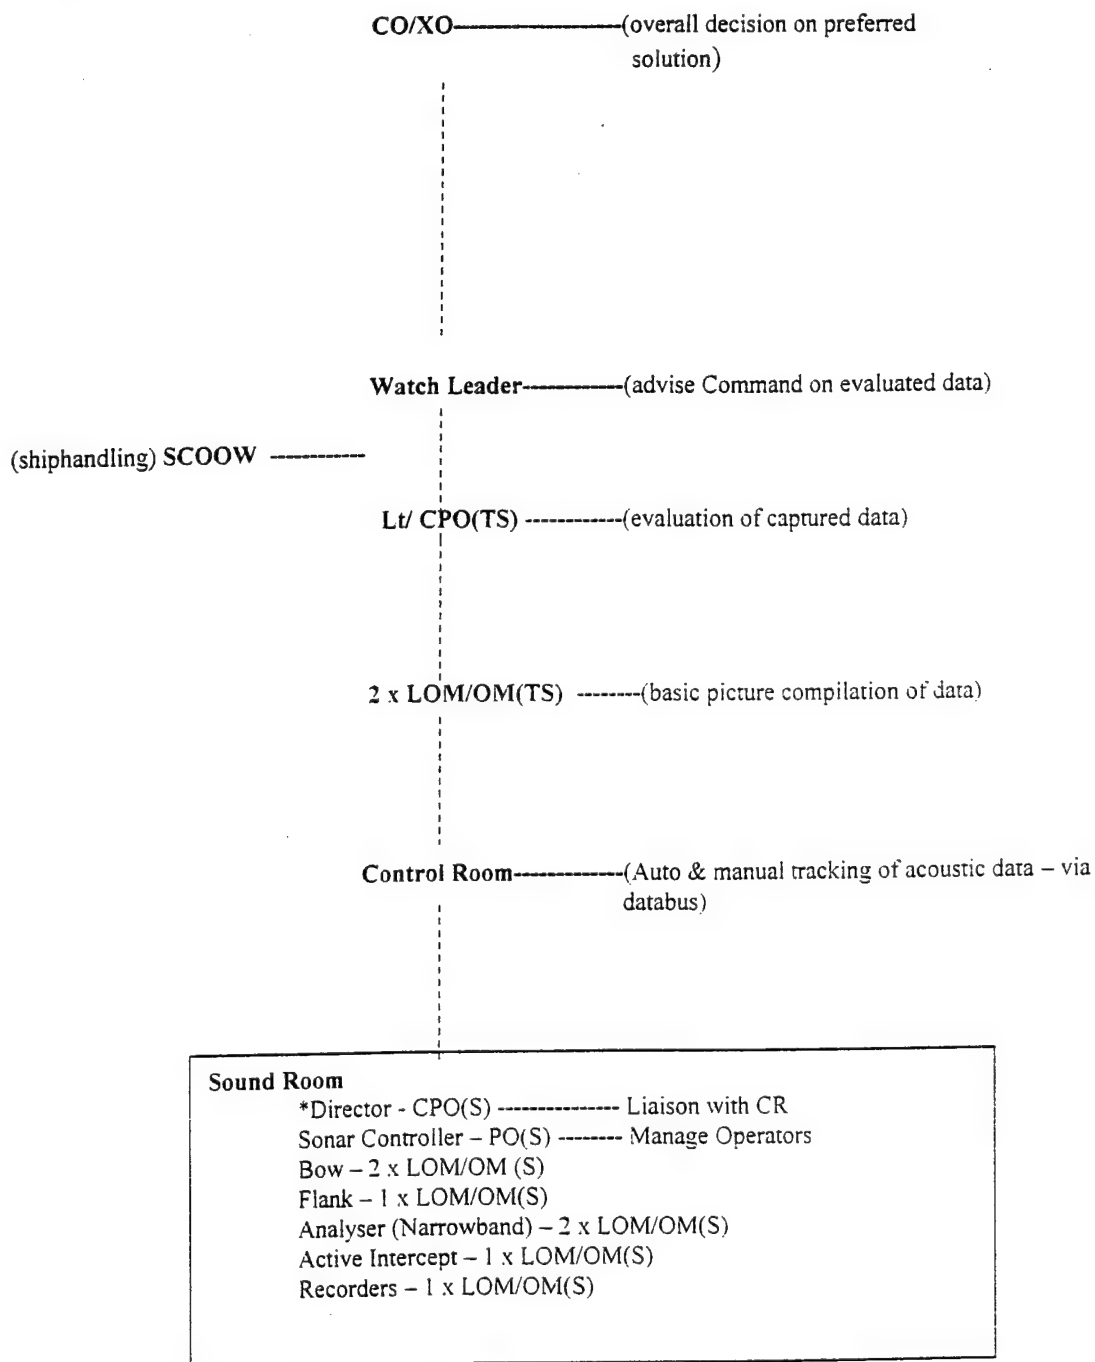 CO/XO--------------------(overall decision on preferred
solution)
Watch Leader------------(advise Command on evaluated data)
(shiphandling) SCOOW ------------
Lt/ CPO(TS) ------------(evaluation of captured data)
2 x LOM/OM(TS) --------(basic picture compilation of data)
Control Room-------------(Auto & manual tracking of acoustic data – via
databus)
Sound Room
*Director - CPO(S) --------------- Liaison with CR
Sonar Controller – PO(S) -------- Manage Operators
Bow – 2 x LOM/OM (S)
Flank – 1 x LOM/OM(S)
Analyser (Narrowband) – 2 x LOM/OM(S)
Active Intercept – 1 x LOM/OM(S)
Recorders – 1 x LOM/OM(S)